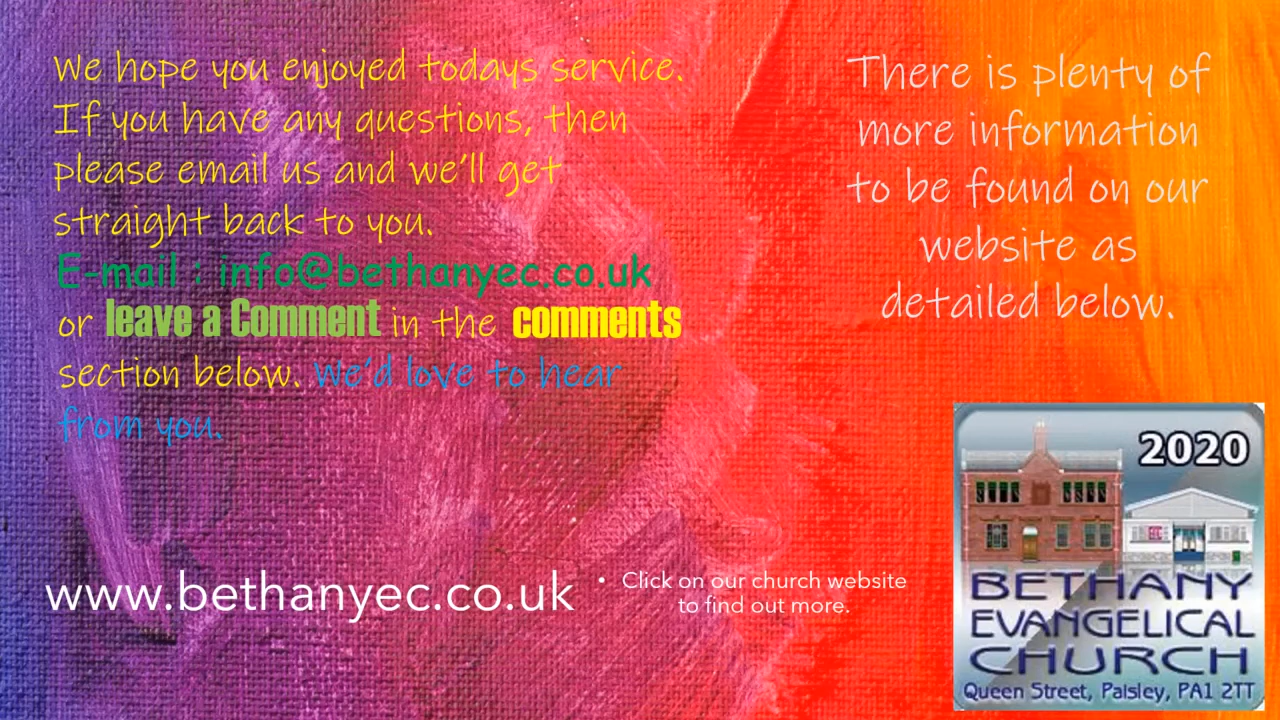 We hope you enjoyed todays service.
If you have any questions, then
please email us and we'll get
straight back to you.
E-mail : info@bethanyec.co.uk
or leave a Comment in the comments
section below. We'd love to hear
from you.
There is plenty of
more information
to be found on our
website as
detailed below.
www.bethanyec.co.uk
• Click on our church website
to find out more.
2020
BETHANY
EVANGELICAL
CHURCH
Queen Street, Paisley, PA1 2TT